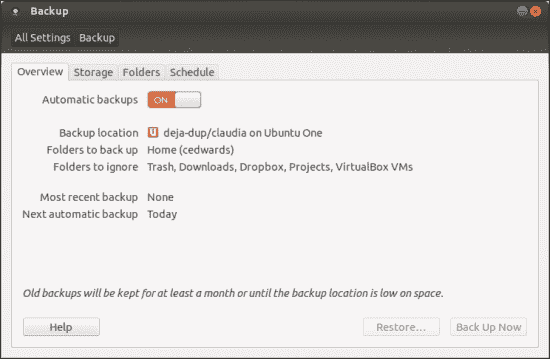 Backup
All Settings Backup
Overview Storage Folders Schedule
Automatic backups ON
Backup location deja-dup/claudia on Ubuntu One
Folders to back up Home (cedwards)
Folders to ignore Trash, Downloads, Dropbox, Projects, VirtualBox VMs
Most recent backup None
Next automatic backup Today
Old backups will be kept for at least a month or until the backup location is low on space.
Help Restore... Back Up Now